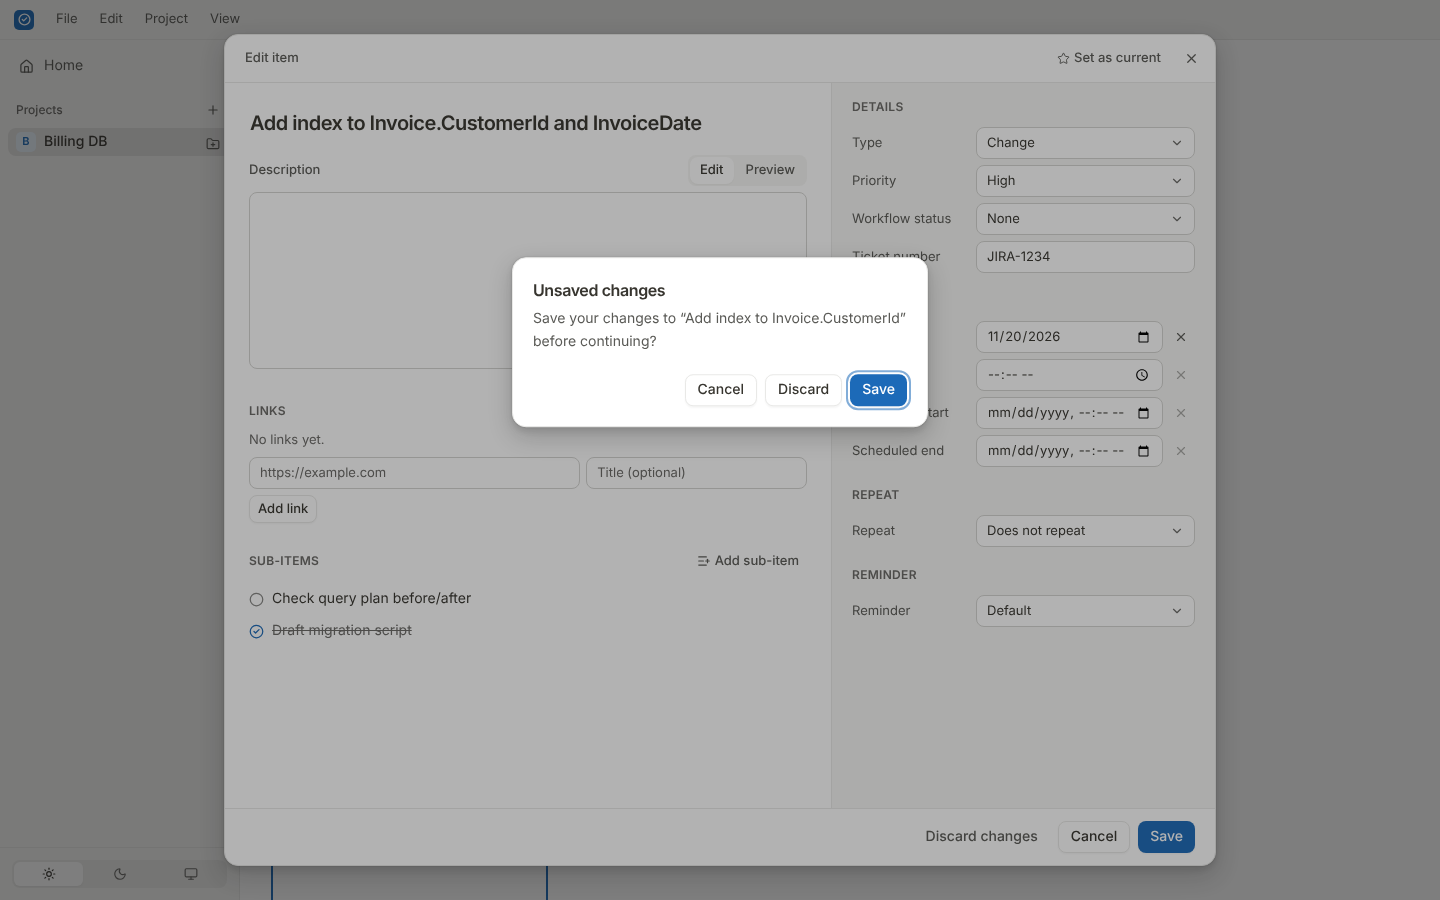 File Edit Project View
Home
Projects
B Billing DB
Edit item
Set as current
Add index to Invoice.CustomerId and InvoiceDate
Description
Edit Preview
LINKS
No links yet.
https://example.com Title (optional)
Add link
SUB-ITEMS
Add sub-item
Check query plan before/after
Draft migration script
DETAILS
Type Change
Priority High
Workflow status None
Ticket number JIRA-1234
11/20/2026
--:-- --
mm/dd/yyyy, --:-- --
Scheduled end mm/dd/yyyy, --:-- --
REPEAT
Repeat Does not repeat
REMINDER
Reminder Default
Unsaved changes
Save your changes to “Add index to Invoice.CustomerId”
before continuing?
Cancel Discard Save
Discard changes Cancel Save